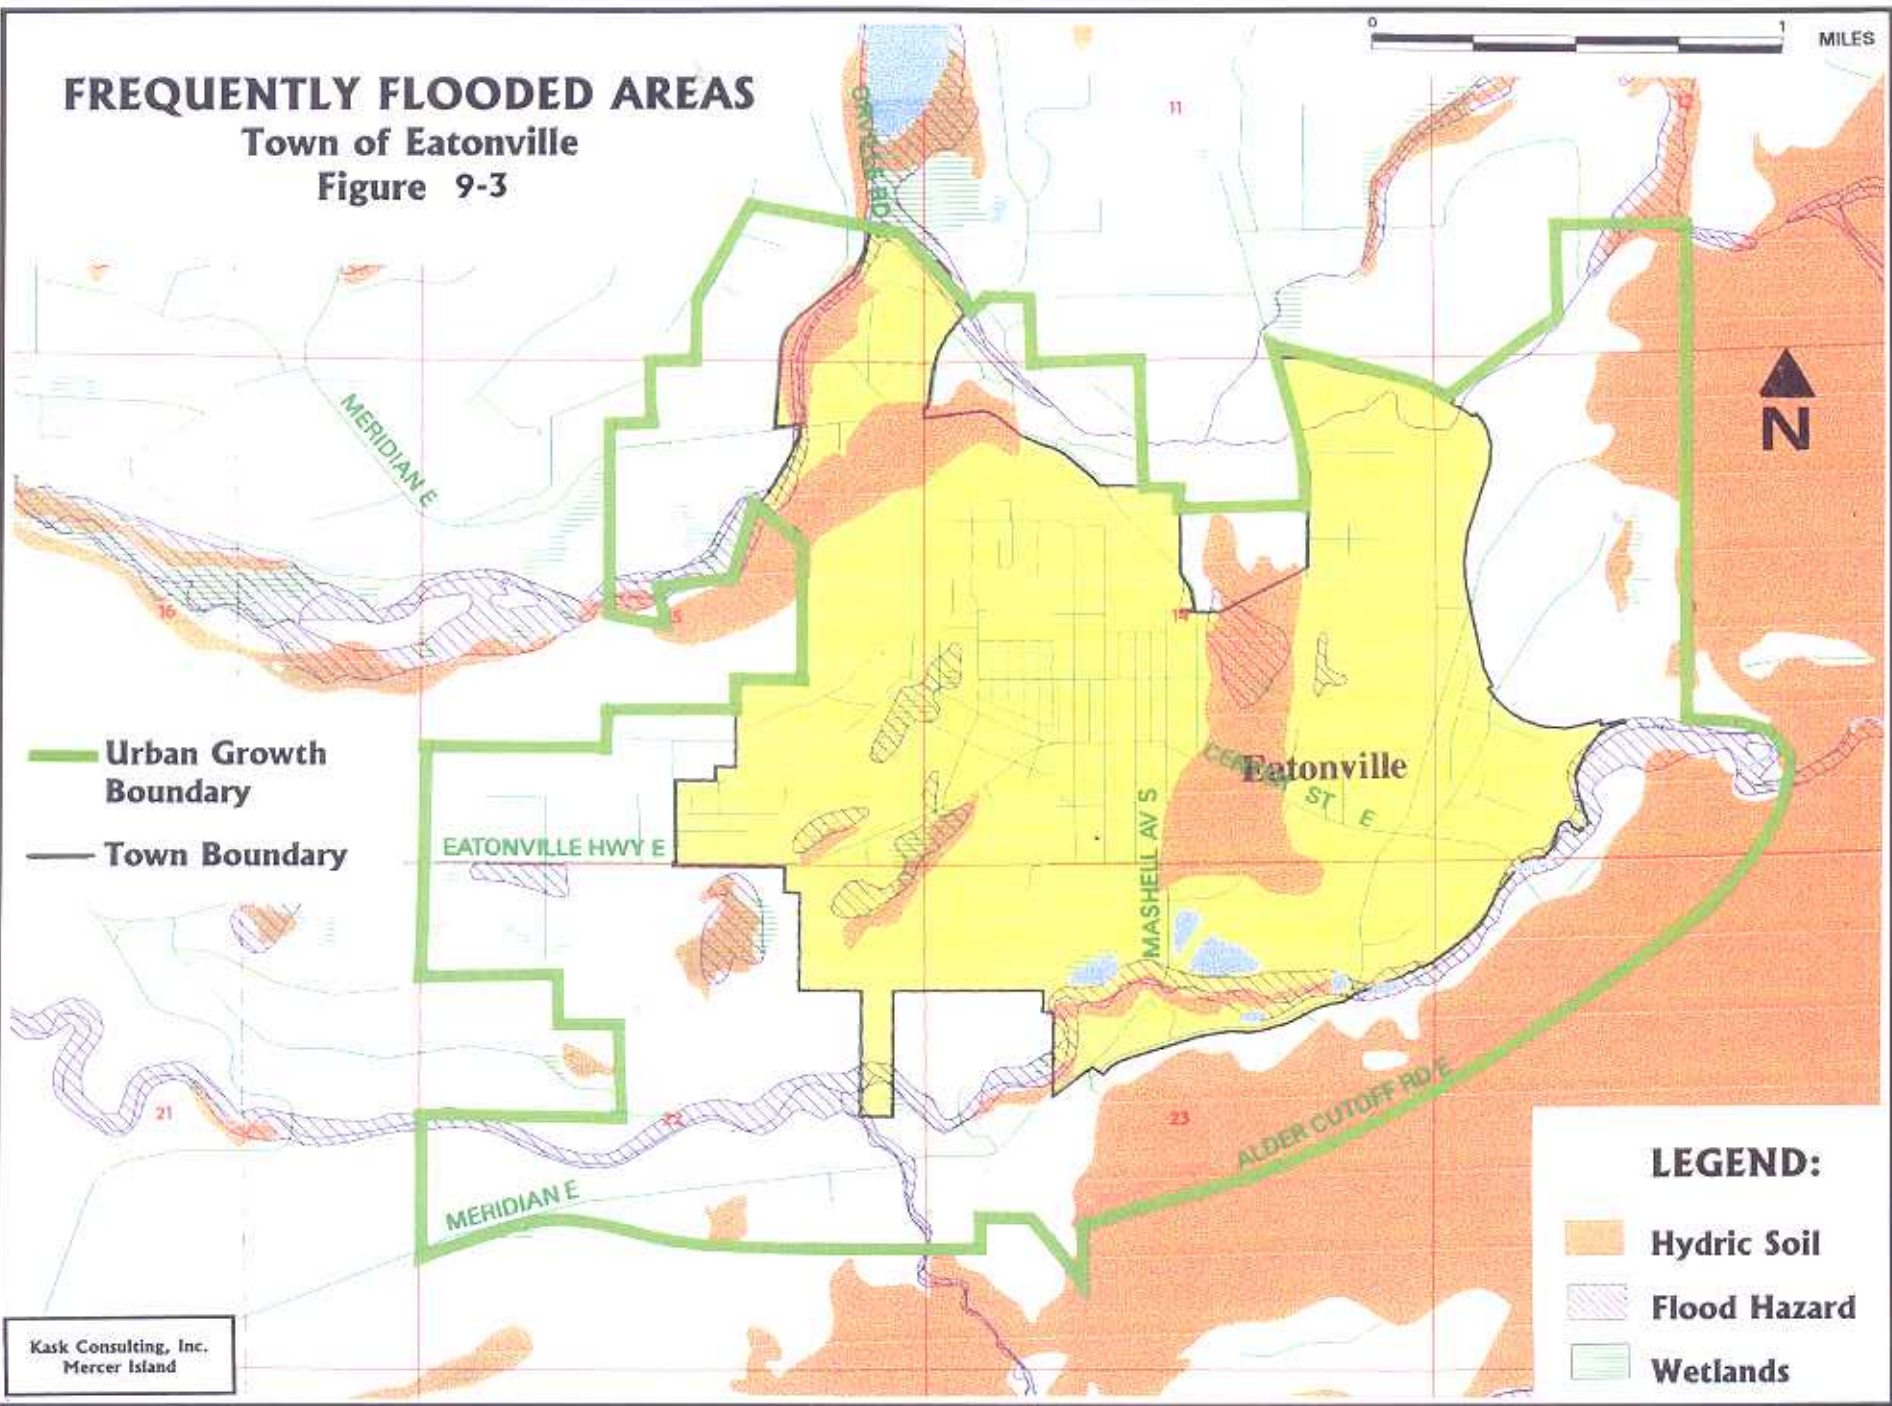 FREQUENTLY FLOODED AREAS
Town of Eatonville
Figure 9-3
0 1 MILES
11
12
N
MERIDIAN E
16
14
Urban Growth
Boundary
Town Boundary
Eatonville
ST E
EATONVILLE HWY E
MASHELL AV S
21
22
23
ALDER CUTOFF RD E
MERIDIAN E
LEGEND:
Hydric Soil
Flood Hazard
Wetlands
Kask Consulting, Inc.
Mercer Island